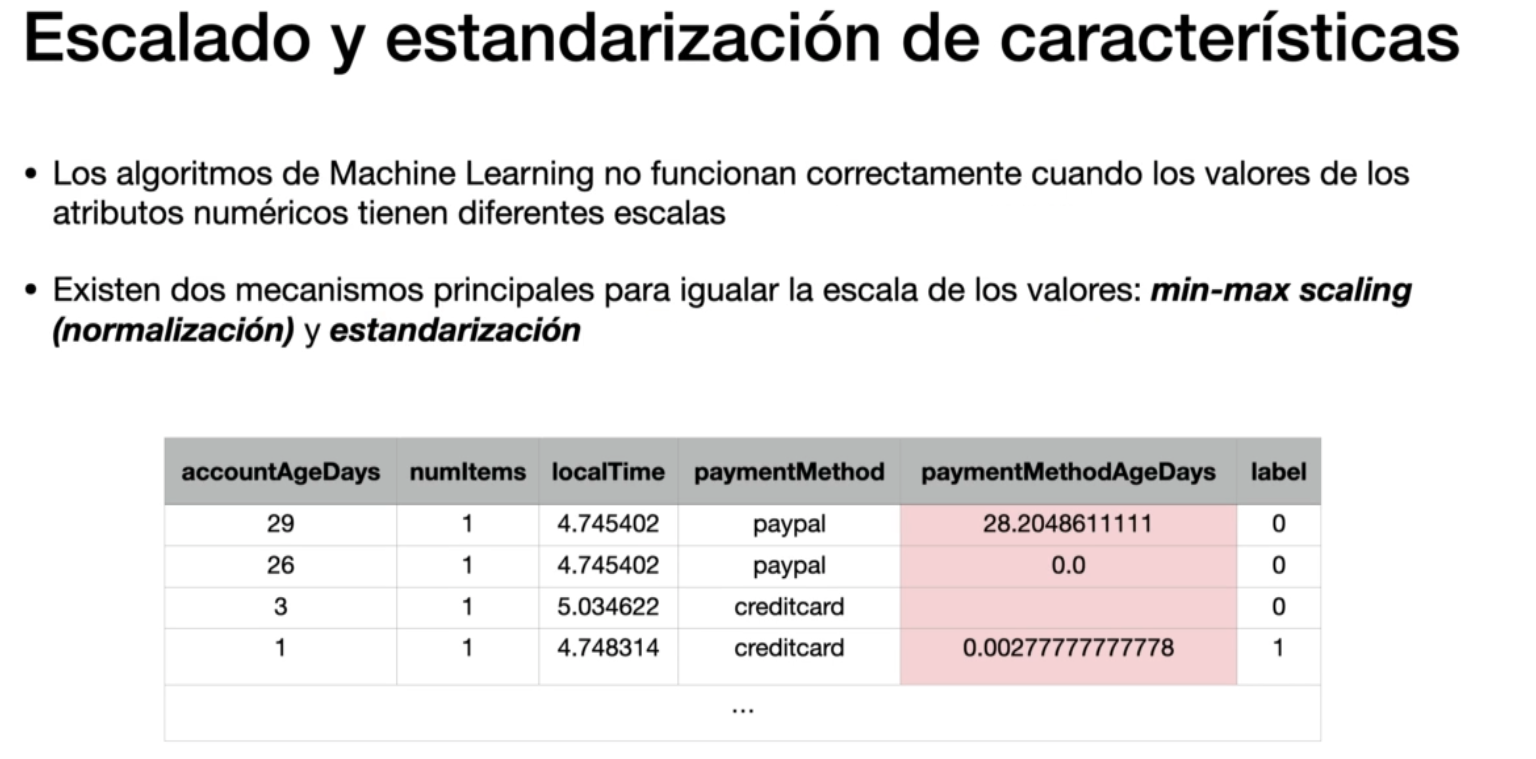 Escalado y estandarización de características
• Los algoritmos de Machine Learning no funcionan correctamente cuando los valores de los
atributos numéricos tienen diferentes escalas
• Existen dos mecanismos principales para igualar la escala de los valores: min-max scaling
(normalización) y estandarización
accountAgeDays numItems localTime paymentMethod paymentMethodAgeDays label
29 1 4.745402 paypal 28.2048611111 0
26 1 4.745402 paypal 0.0 0
3 1 5.034622 creditcard 0
1 1 4.748314 creditcard 0.00277777777778 1
...